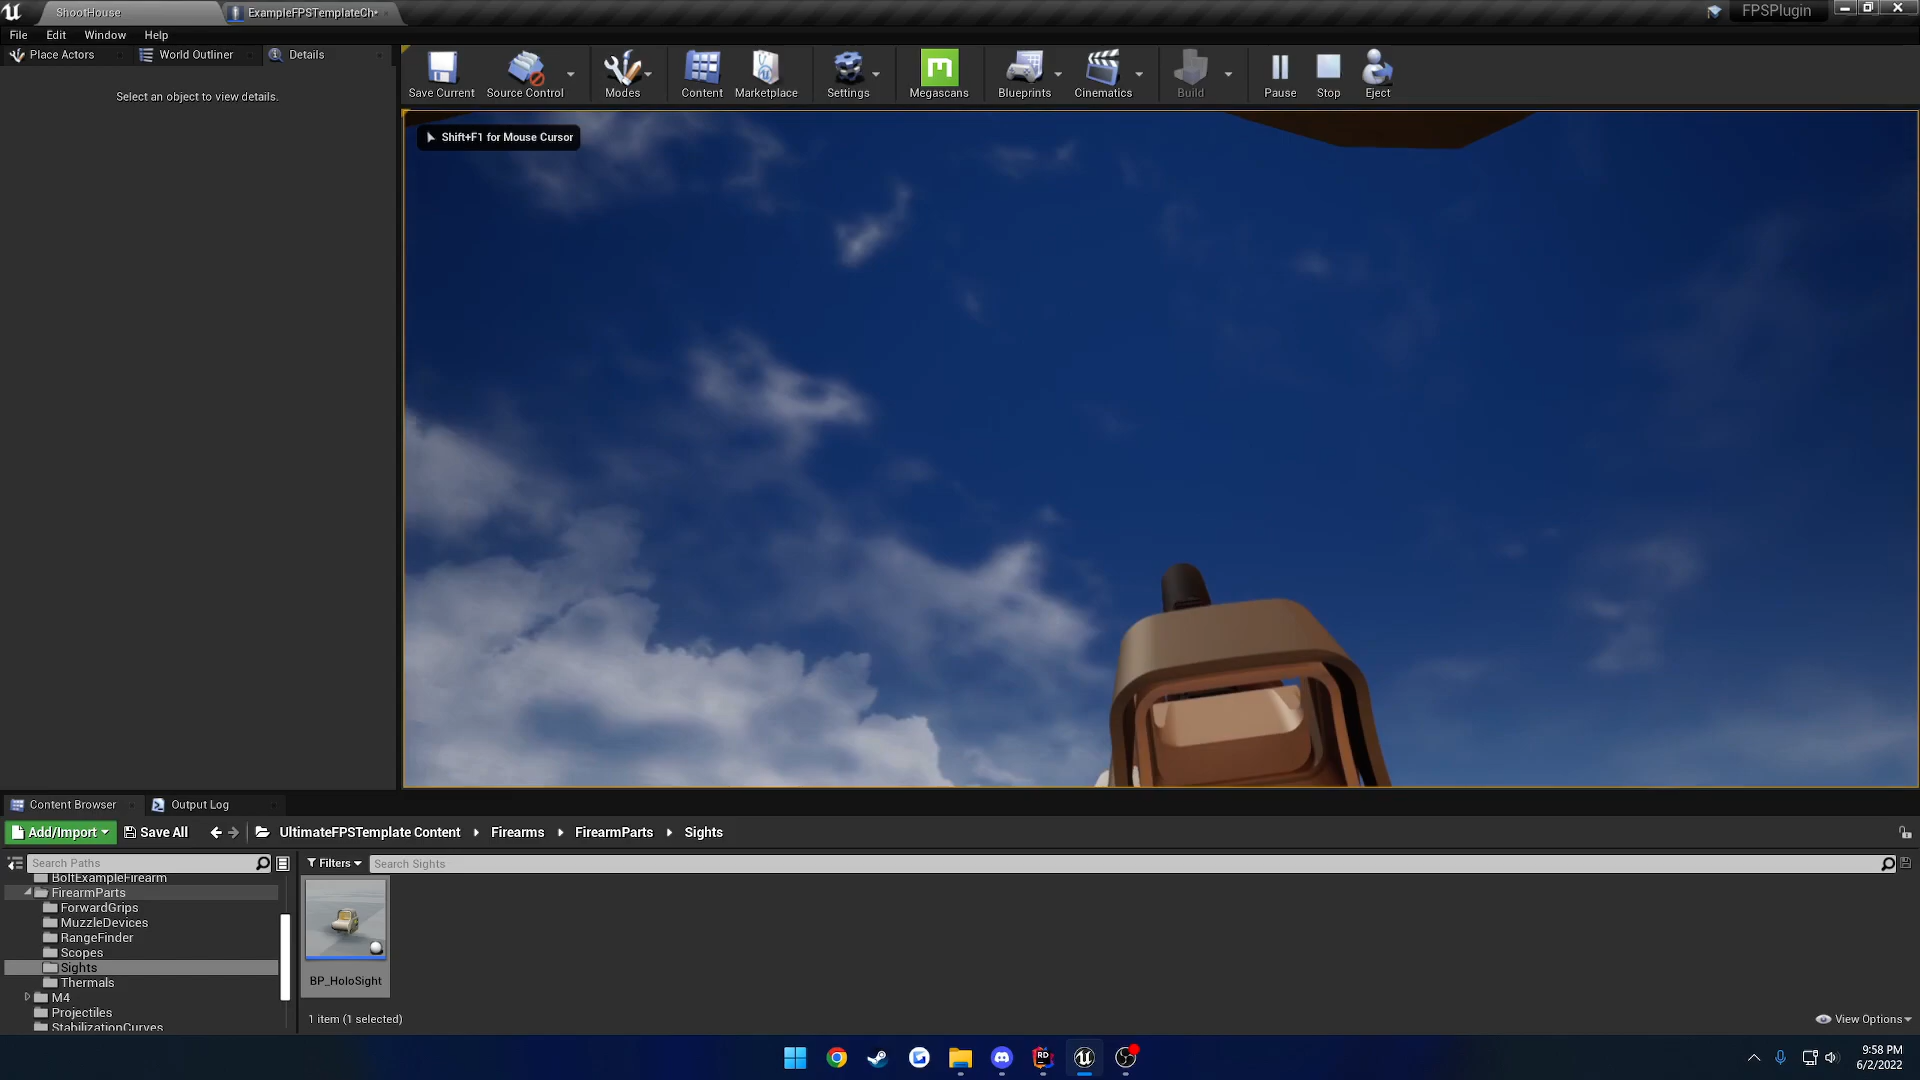 ShootHouse
ExampleFPSTemplateCh•
FPSPlugin
File Edit Window Help
Place Actors World Outliner Details
Save Current Source Control Modes Content Marketplace Settings Megascans Blueprints Cinematics Build Pause Stop Eject
Select an object to view details.
Shift+F1 for Mouse Cursor
Content Browser Output Log
Add/Import Save All UltimateFPSTemplate Content Firearms FirearmParts Sights
Search Paths Filters Search Sights
BoltExampleFirearm
FirearmParts
ForwardGrips
MuzzleDevices
RangeFinder
Scopes
Sights
Thermals
M4
Projectiles
StabilizationCurves
BP_HoloSight
1 item (1 selected)
View Options
RD
9:58 PM
6/2/2022